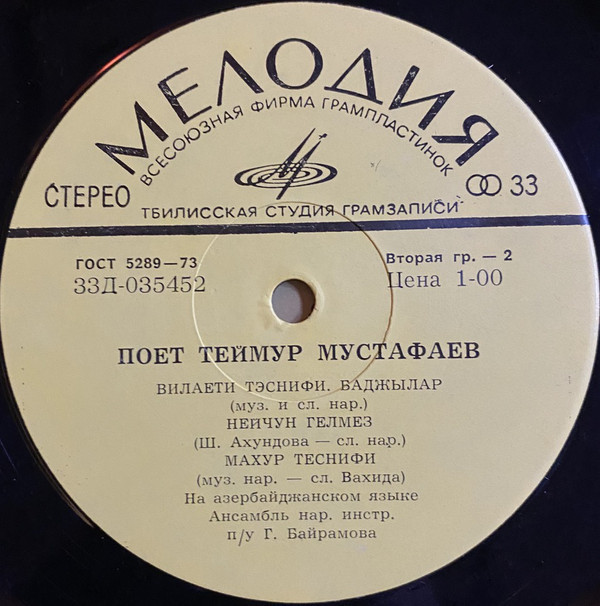 МЕЛОДИЯ
ВСЕСОЮЗНАЯ ФИРМА ГРАМПЛАСТИНОК
СТЕРЕО
33
ТБИЛИССКАЯ СТУДИЯ ГРАМЗАПИСИ
ГОСТ 5289—73
Вторая гр. — 2
33Д-035452
Цена 1-00
ПОЕТ ТЕЙМУР МУСТАФАЕВ
ВИЛАЕТИ ТЭСНИФИ. БАДЖЫЛАР
(муз. и сл. нар.)
НЕЙЧУН ГЕЛМЕЗ
(Ш. Ахундова — сл. нар.)
МАХУР ТЕСНИФИ
(муз. нар. — сл. Вахида)
На азербайджанском языке
Ансамбль нар. инстр.
п/у Г. Байрамова